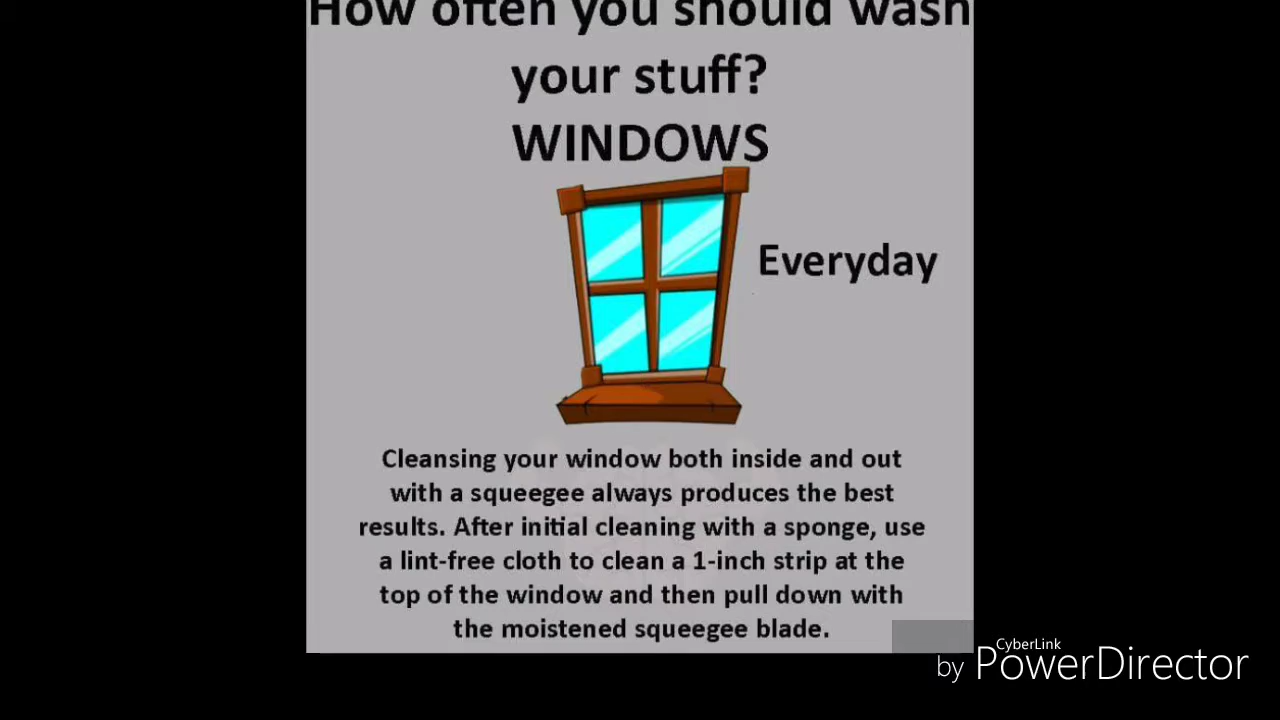 How often you should wash
your stuff?
WINDOWS
Everyday
Cleansing your window both inside and out
with a squeegee always produces the best
results. After initial cleaning with a sponge, use
a lint-free cloth to clean a 1-inch strip at the
top of the window and then pull down with
the moistened squeegee blade.
CyberLink
by PowerDirector